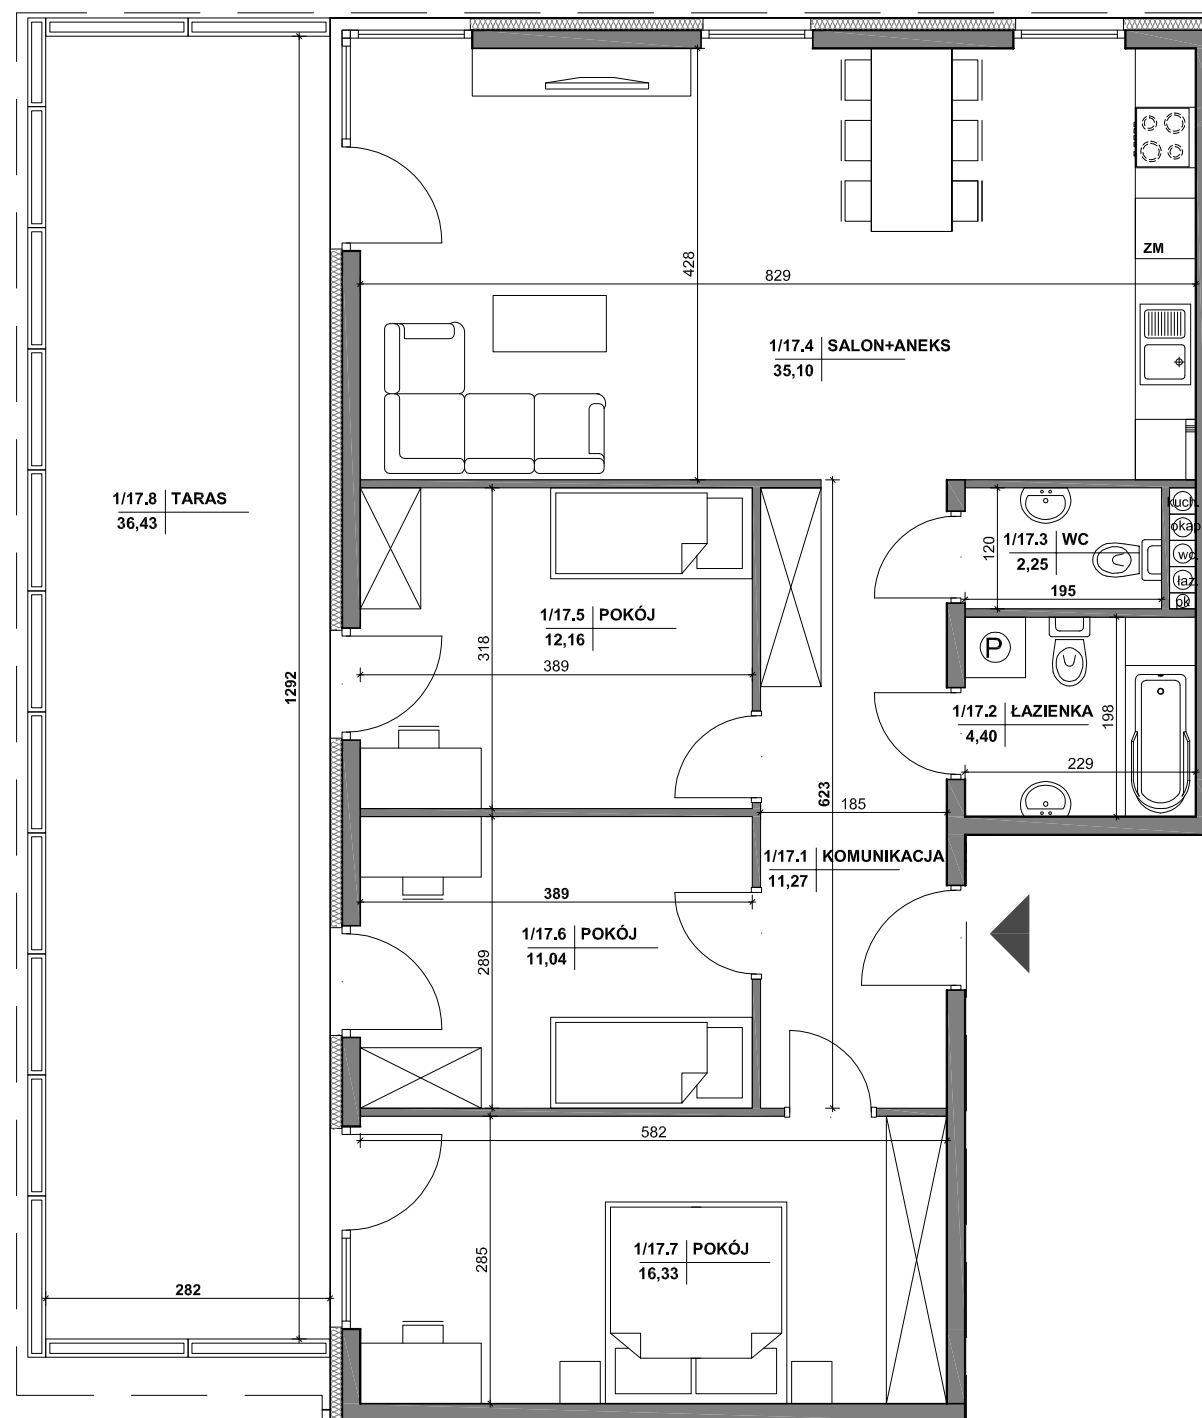 ZM
428
829
1/17.4 SALON+ANEKS
35,10
1/17.8 TARAS
36,43
1292
282
1/17.5 POKÓJ
12,16
318
389
1/17.3 WC
2,25
120
195
kuch.
okap
wc.
łaz.
pk
P
1/17.2 ŁAZIENKA
4,40
198
229
623
185
1/17.1 KOMUNIKACJA
11,27
389
1/17.6 POKÓJ
11,04
289
582
285
1/17.7 POKÓJ
16,33